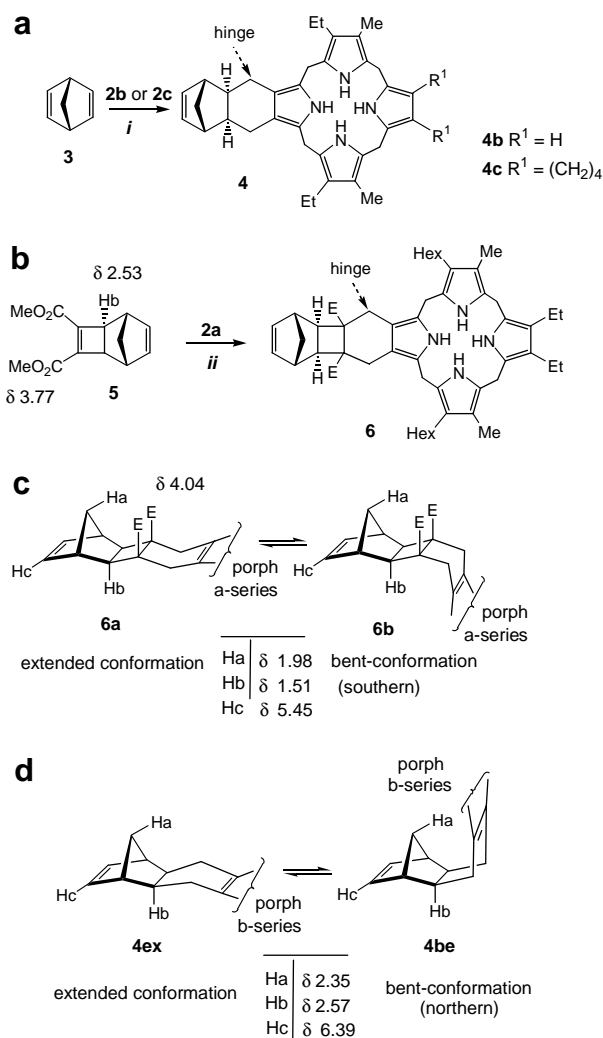 a
hinge
Et
Me
H
NH
R¹
2b or 2c
i
NH
HN
H
H
N
R¹
4b R¹ = H
3
4
4c R¹ = (CH₂)₄
Et
Me
b
δ 2.53
Hb
MeO₂C
MeO₂C
δ 3.77
5
2a
ii
hinge
Hex
Me
H
E
N
H
Et
NH
HN
H
E
H
N
Et
Hex
Me
6
c
δ 4.04
Ha
E
E
Hc
Hb
porph
a-series
6a
Ha
E
E
Hc
Hb
porph
a-series
6b
extended conformation
Ha δ 1.98
Hb δ 1.51
Hc δ 5.45
bent-conformation
(southern)
d
porph
b-series
Ha
Hc
Hb
porph
b-series
4ex
Ha
Hc
Hb
4be
extended conformation
Ha δ 2.35
Hb δ 2.57
Hc δ 6.39
bent-conformation
(northern)